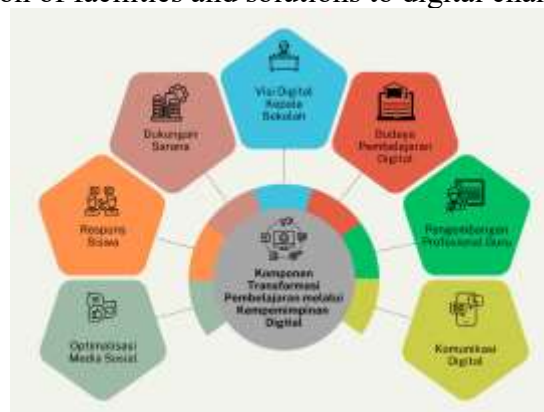 on of facilities and solutions to digital chal
Visi Digital
Kepala
Sekolah
Dukungan
Sarana
Budaya
Pembelajaran
Digital
Respons
Siswa
Pengembangan
Profesional Guru
Komponen
Transformasi
Pembelajaran melalui
Kepemimpinan
Digital
Optimalisasi
Media Sosial
Komunikasi
Digital